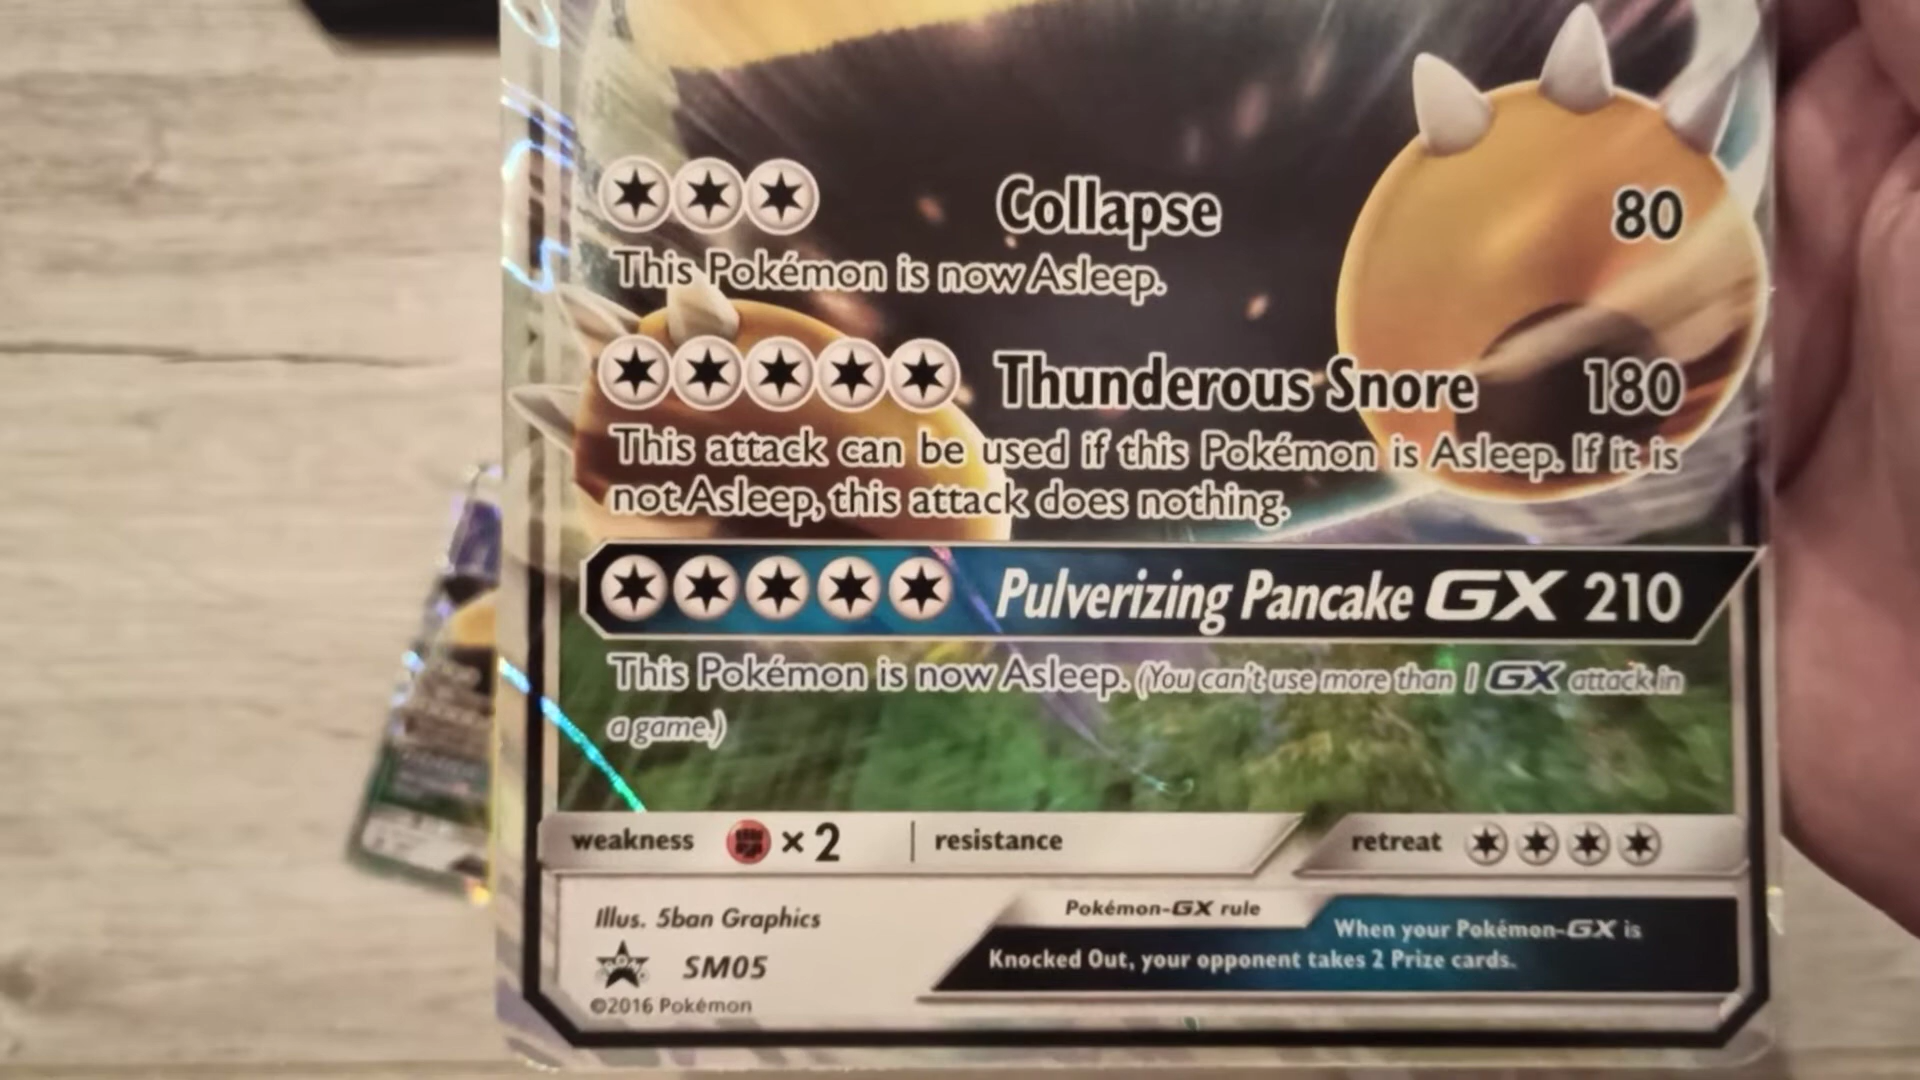 Collapse 80
This Pokémon is now Asleep.
Thunderous Snore 180
This attack can be used if this Pokémon is Asleep. If it is
not Asleep, this attack does nothing.
Pulverizing Pancake GX 210
This Pokémon is now Asleep. (You can't use more than 1 GX attack in
a game.)
weakness ×2 | resistance retreat
Illus. 5ban Graphics
Pokémon-GX rule
When your Pokémon-GX is
Knocked Out, your opponent takes 2 Prize cards.
SM05
©2016 Pokémon